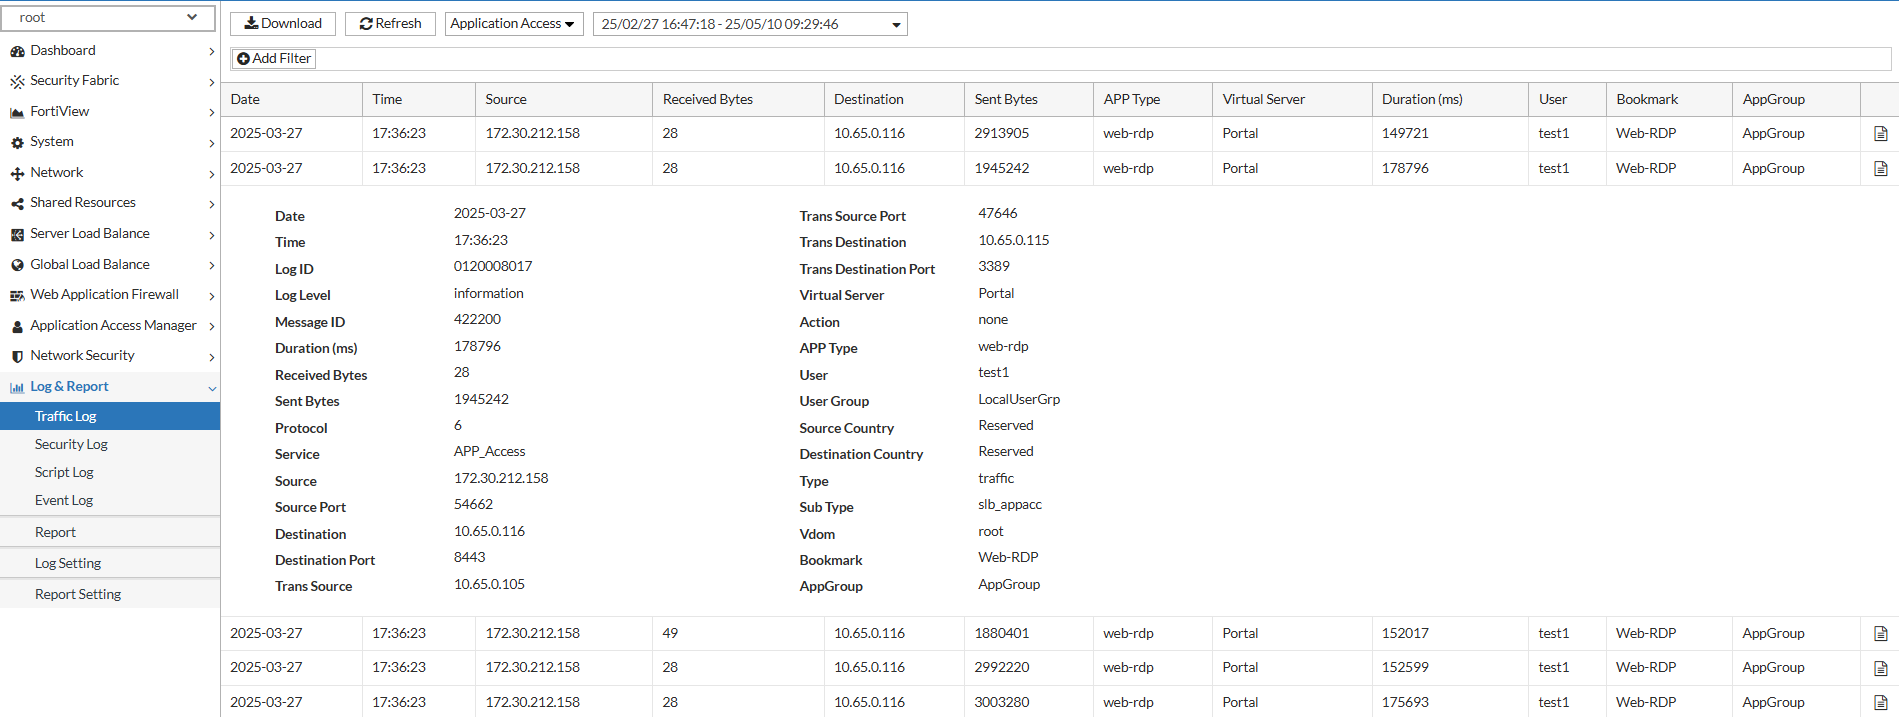 root
Download Refresh Application Access 25/02/27 16:47:18 - 25/05/10 09:29:46
Add Filter
Dashboard
Security Fabric
FortiView
System
Network
Shared Resources
Server Load Balance
Global Load Balance
Web Application Firewall
Application Access Manager
Network Security
Log & Report
Traffic Log
Security Log
Script Log
Event Log
Report
Log Setting
Report Setting
Date Time Source Received Bytes Destination Sent Bytes APP Type Virtual Server Duration (ms) User Bookmark AppGroup
2025-03-27 17:36:23 172.30.212.158 28 10.65.0.116 2913905 web-rdp Portal 149721 test1 Web-RDP AppGroup
2025-03-27 17:36:23 172.30.212.158 28 10.65.0.116 1945242 web-rdp Portal 178796 test1 Web-RDP AppGroup
Date 2025-03-27 Trans Source Port 47646
Time 17:36:23 Trans Destination 10.65.0.115
Log ID 0120008017 Trans Destination Port 3389
Log Level information Virtual Server Portal
Message ID 422200 Action none
Duration (ms) 178796 APP Type web-rdp
Received Bytes 28 User test1
Sent Bytes 1945242 User Group LocalUserGrp
Protocol 6 Source Country Reserved
Service APP_Access Destination Country Reserved
Source 172.30.212.158 Type traffic
Source Port 54662 Sub Type slb_appacc
Destination 10.65.0.116 Vdom root
Destination Port 8443 Bookmark Web-RDP
Trans Source 10.65.0.105 AppGroup AppGroup
2025-03-27 17:36:23 172.30.212.158 49 10.65.0.116 1880401 web-rdp Portal 152017 test1 Web-RDP AppGroup
2025-03-27 17:36:23 172.30.212.158 28 10.65.0.116 2992220 web-rdp Portal 152599 test1 Web-RDP AppGroup
2025-03-27 17:36:23 172.30.212.158 28 10.65.0.116 3003280 web-rdp Portal 175693 test1 Web-RDP AppGroup